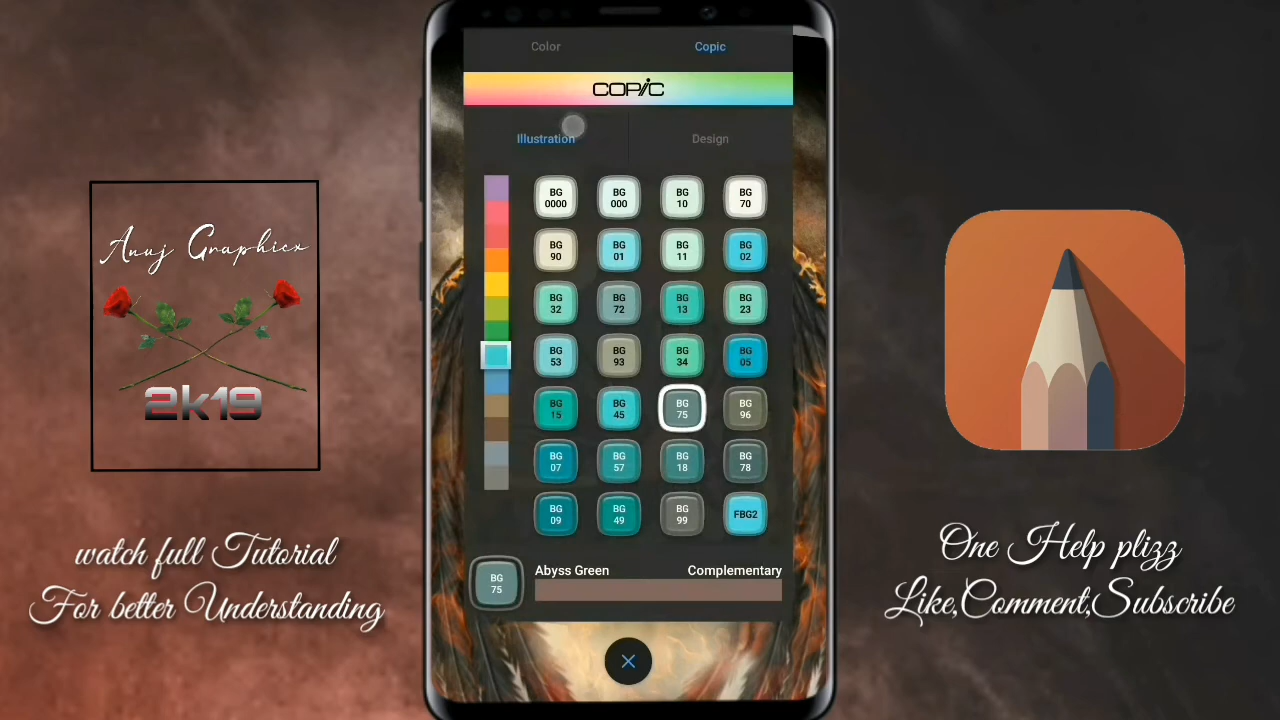 Color
Copic
COPIC
Illustration
Design
BG 0000
BG 000
BG 10
BG 70
BG 90
BG 01
BG 11
BG 02
BG 32
BG 72
BG 13
BG 23
BG 53
BG 93
BG 34
BG 05
BG 15
BG 45
BG 75
BG 96
BG 07
BG 57
BG 18
BG 78
BG 09
BG 49
BG 99
FBG2
BG 75
Abyss Green
Complementary
Anuj Graphicx
2k19
watch full Tutorial
For better Understanding
One Help plizz
Like,Comment,Subscribe